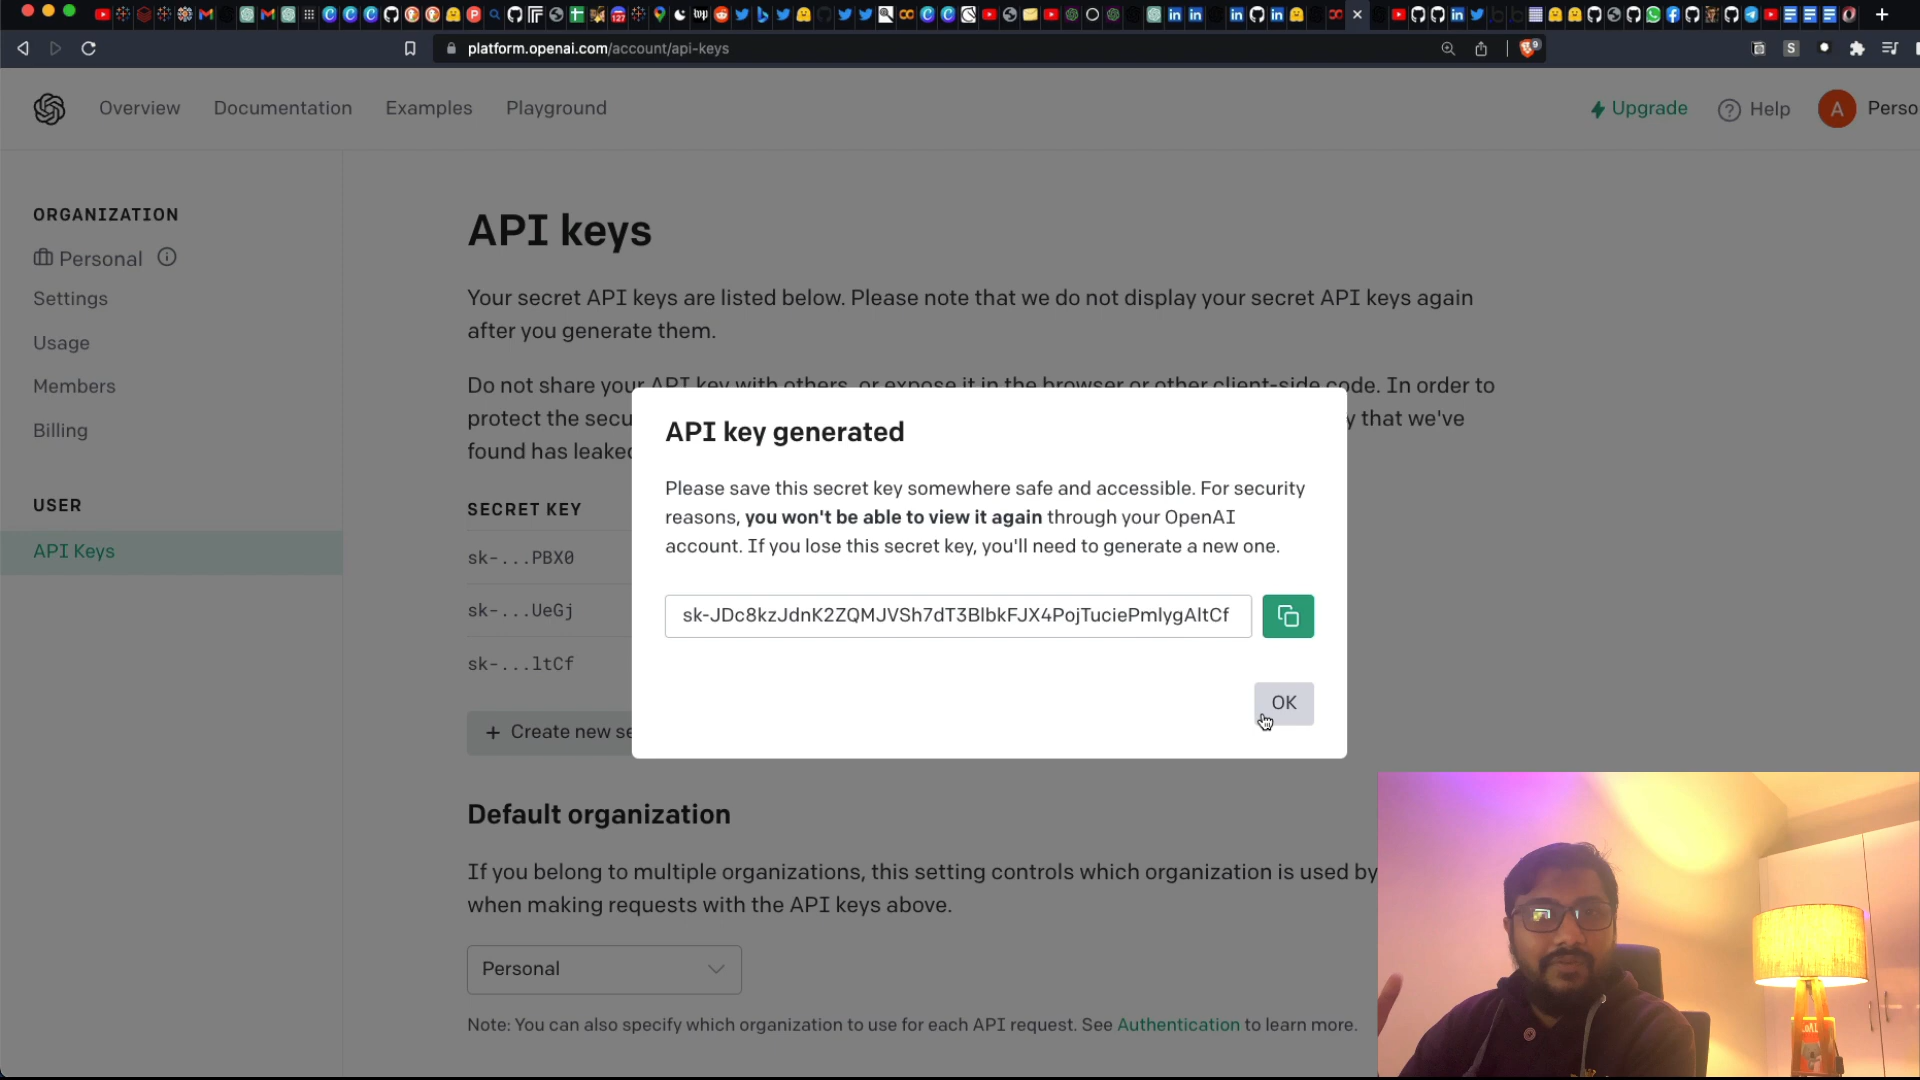 platform.openai.com/account/api-keys
Overview Documentation Examples Playground
Upgrade Help A Perso
ORGANIZATION
Personal
Settings
Usage
Members
Billing
USER
API Keys
API keys
Your secret API keys are listed below. Please note that we do not display your secret API keys again
after you generate them.
Do not share your API key with others, or expose it in the browser or other client-side code. In order to
protect the secu y that we've
found has leake
SECRET KEY
sk-...PBX0
sk-...UeGj
sk-...ltCf
+ Create new se
API key generated
Please save this secret key somewhere safe and accessible. For security
reasons, you won't be able to view it again through your OpenAI
account. If you lose this secret key, you'll need to generate a new one.
OK
Default organization
If you belong to multiple organizations, this setting controls which organization is used by
when making requests with the API keys above.
Personal
Note: You can also specify which organization to use for each API request. See Authentication to learn more.